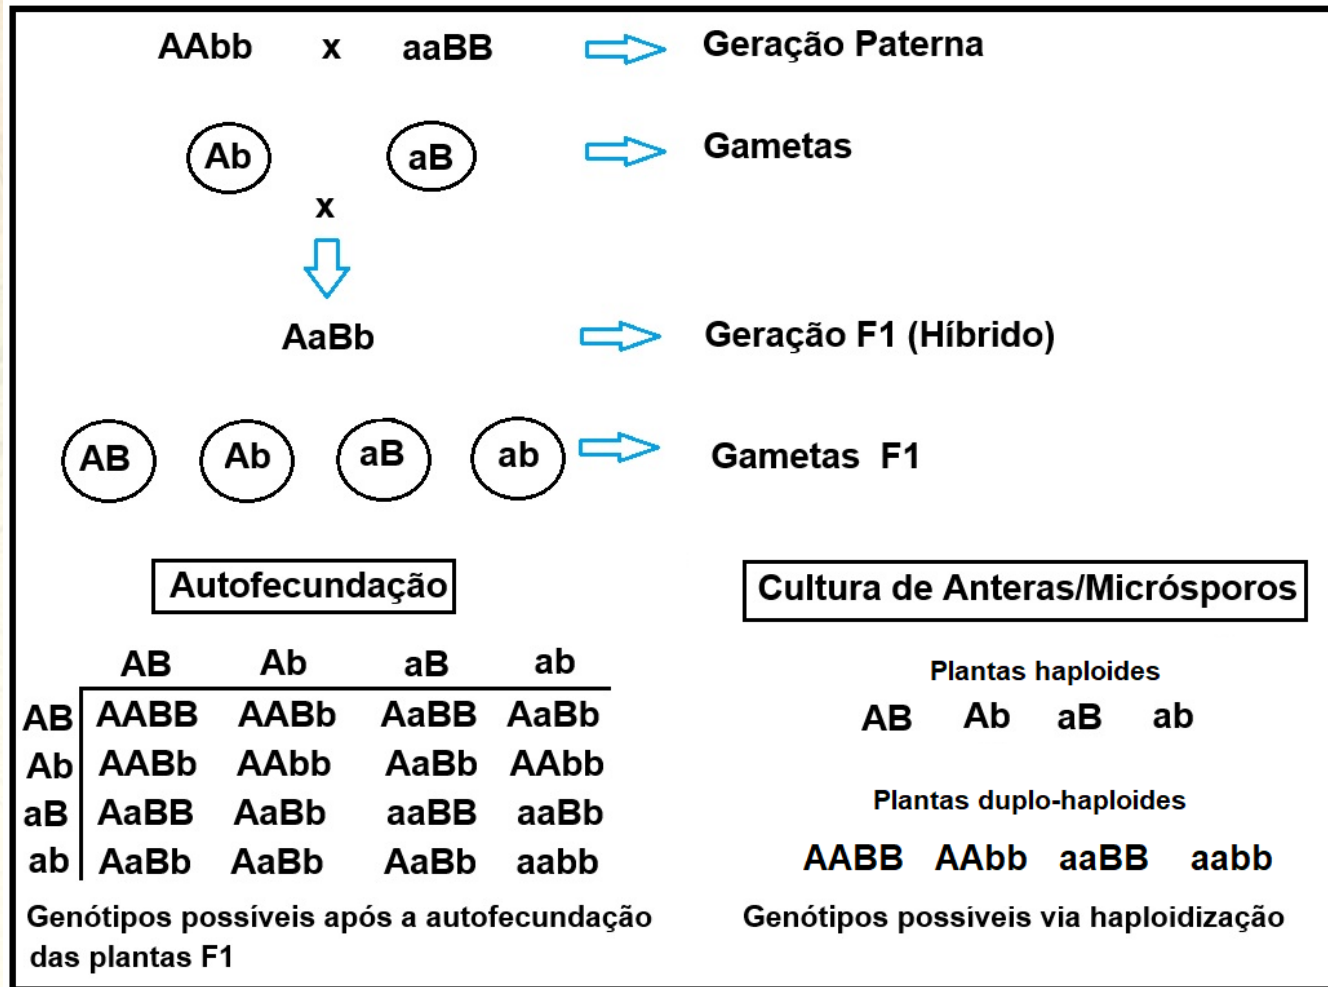 AAbb x aaBB Geração Paterna
Ab aB Gametas
x
AaBb Geração F1 (Híbrido)
AB Ab aB ab Gametas F1
Autofecundação
AB Ab aB ab
AB AABB AABb AaBB AaBb
Ab AABb AAbb AaBb AAbb
aB AaBB AaBb aaBB aaBb
ab AaBb AaBb AaBb aabb
Genótipos possíveis após a autofecundação
das plantas F1
Cultura de Anteras/Micrósporos
Plantas haploides
AB Ab aB ab
Plantas duplo-haploides
AABB AAbb aaBB aabb
Genótipos possíveis via haploidização